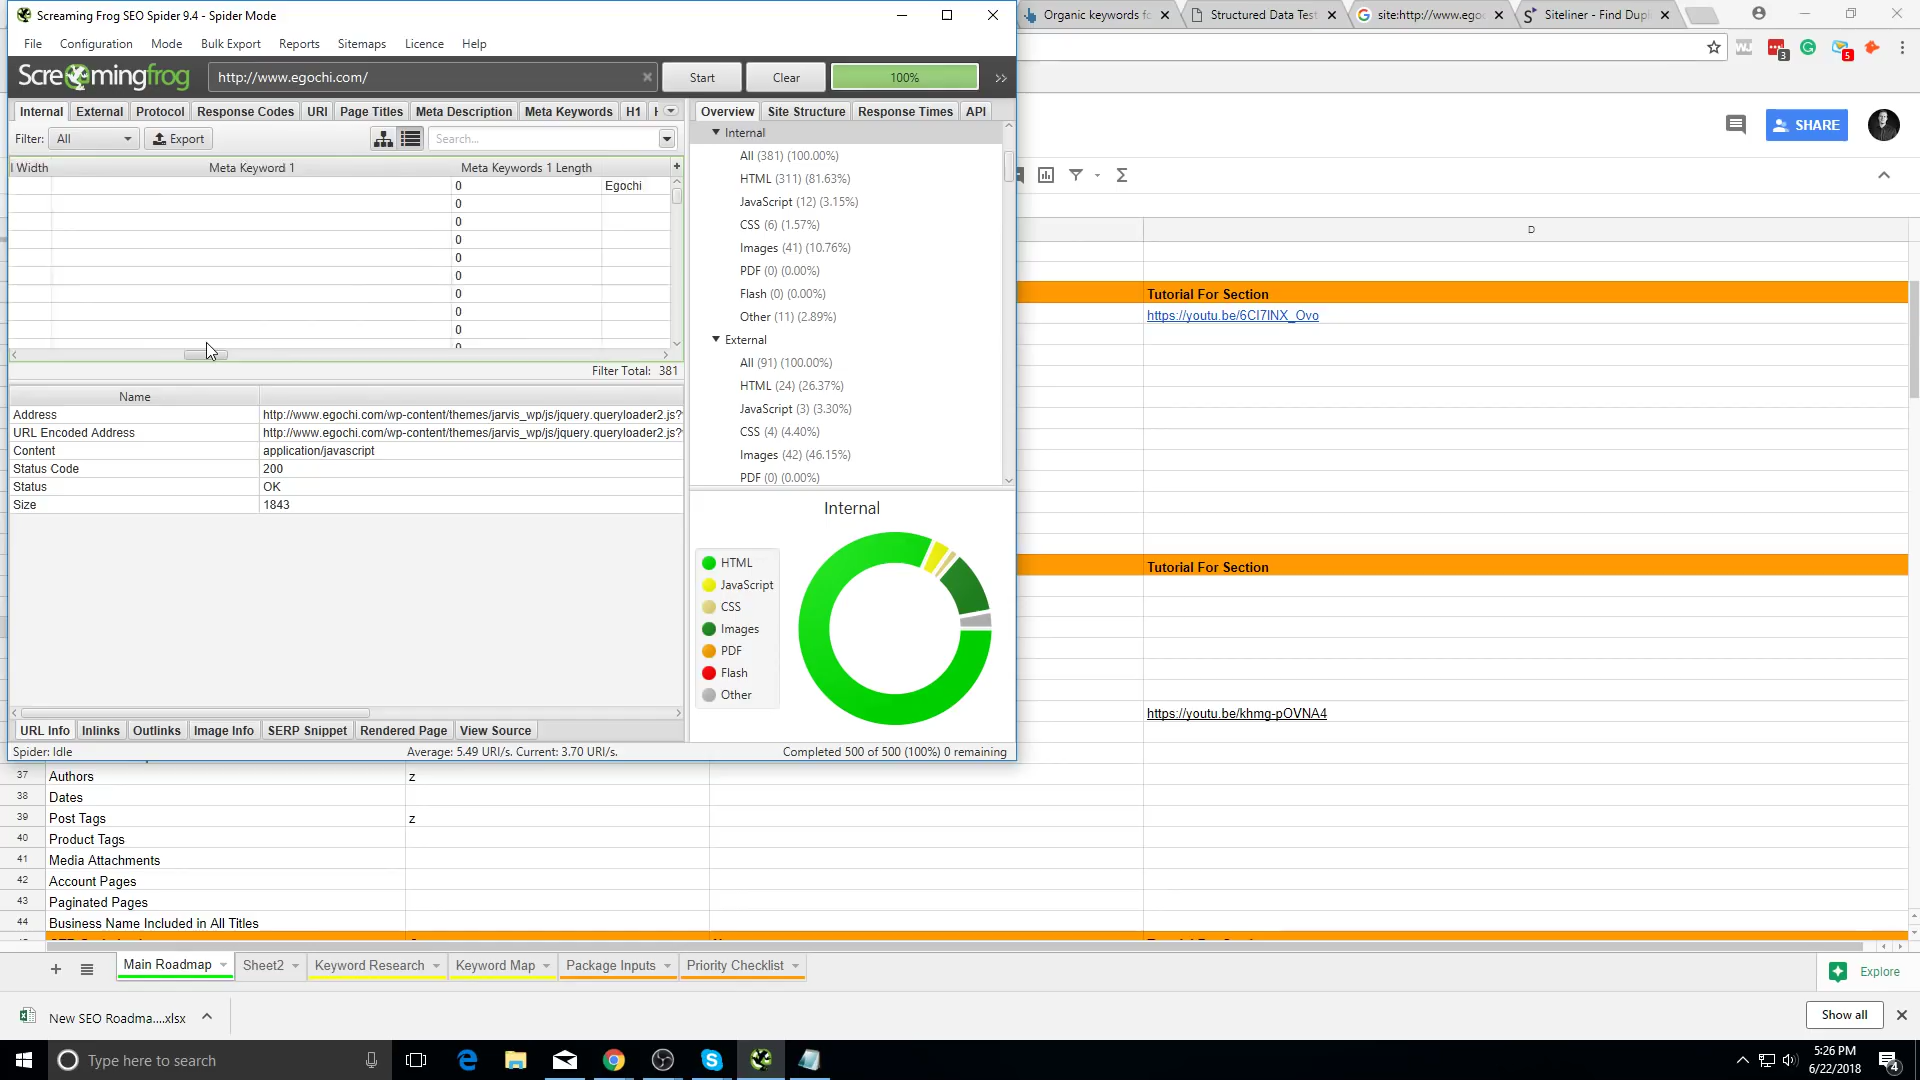 Screaming Frog SEO Spider 9.4 - Spider Mode
File Configuration Mode Bulk Export Reports Sitemaps Licence Help
Screamingfrog http://www.egochi.com/ Start Clear 100%
Internal External Protocol Response Codes URI Page Titles Meta Description Meta Keywords H1
Filter: All Export Search...
l Width Meta Keyword 1 Meta Keywords 1 Length +
0 Egochi
0
0
0
0
0
0
0
0
0
Filter Total: 381
Name
Address http://www.egochi.com/wp-content/themes/jarvis_wp/js/jquery.queryloader2.js?
URL Encoded Address http://www.egochi.com/wp-content/themes/jarvis_wp/js/jquery.queryloader2.js?
Content application/javascript
Status Code 200
Status OK
Size 1843
URL Info Inlinks Outlinks Image Info SERP Snippet Rendered Page View Source
Spider: Idle Average: 5.49 URI/s. Current: 3.70 URI/s. Completed 500 of 500 (100%) 0 remaining
Overview Site Structure Response Times API
Internal
All (381) (100.00%)
HTML (311) (81.63%)
JavaScript (12) (3.15%)
CSS (6) (1.57%)
Images (41) (10.76%)
PDF (0) (0.00%)
Flash (0) (0.00%)
Other (11) (2.89%)
External
All (91) (100.00%)
HTML (24) (26.37%)
JavaScript (3) (3.30%)
CSS (4) (4.40%)
Images (42) (46.15%)
PDF (0) (0.00%)
Internal
HTML
JavaScript
CSS
Images
PDF
Flash
Other
Organic keywords fo Structured Data Test site:http://www.ego Siteliner - Find Dup
3 5
SHARE
D
Tutorial For Section
https://youtu.be/6CI7INX_Ovo
Tutorial For Section
https://youtu.be/khmg-pOVNA4
37 Authors z
38 Dates
39 Post Tags z
40 Product Tags
41 Media Attachments
42 Account Pages
43 Paginated Pages
44 Business Name Included in All Titles
Main Roadmap Sheet2 Keyword Research Keyword Map Package Inputs Priority Checklist
Explore
New SEO Roadma....xlsx Show all
Type here to search
5:26 PM
6/22/2018
4